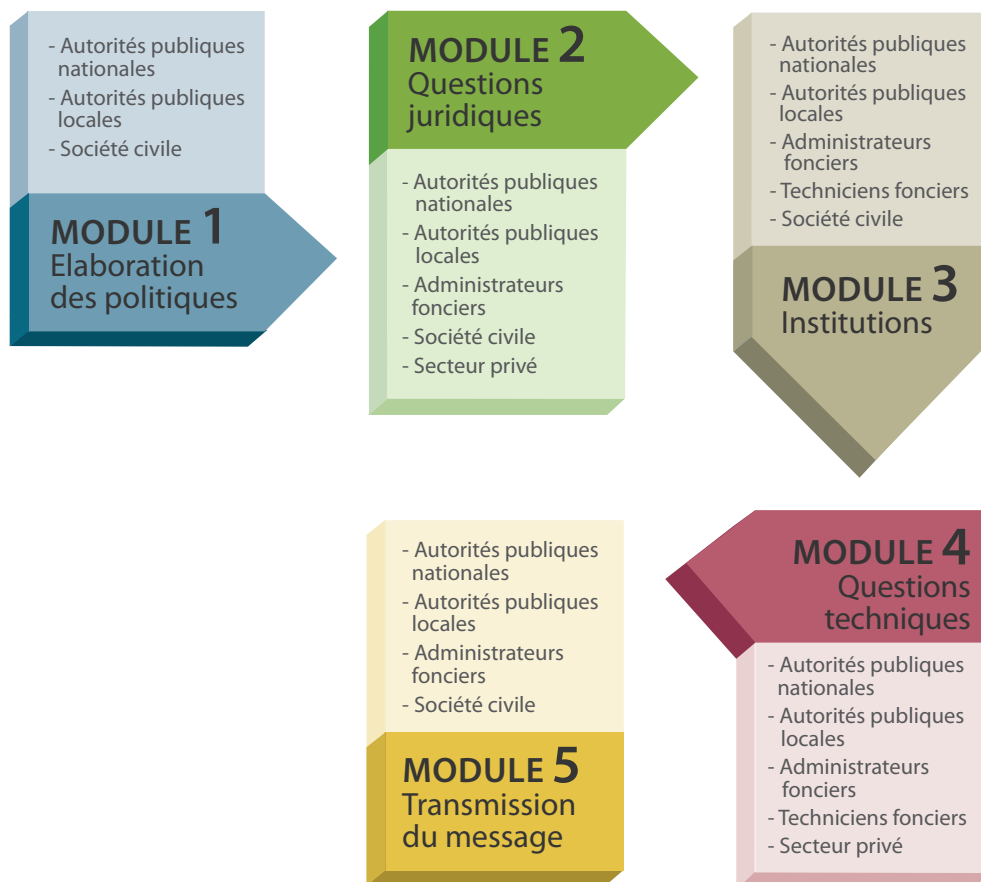 - Autorités publiques
nationales
- Autorités publiques
locales
- Société civile
MODULE 1
Elaboration
des politiques
MODULE 2
Questions
juridiques
- Autorités publiques
nationales
- Autorités publiques
locales
- Administrateurs
fonciers
- Société civile
- Secteur privé
- Autorités publiques
nationales
- Autorités publiques
locales
- Administrateurs
fonciers
- Techniciens fonciers
- Société civile
MODULE 3
Institutions
MODULE 4
Questions
techniques
- Autorités publiques
nationales
- Autorités publiques
locales
- Administrateurs
fonciers
- Techniciens fonciers
- Secteur privé
- Autorités publiques
nationales
- Autorités publiques
locales
- Administrateurs
fonciers
- Société civile
MODULE 5
Transmission
du message